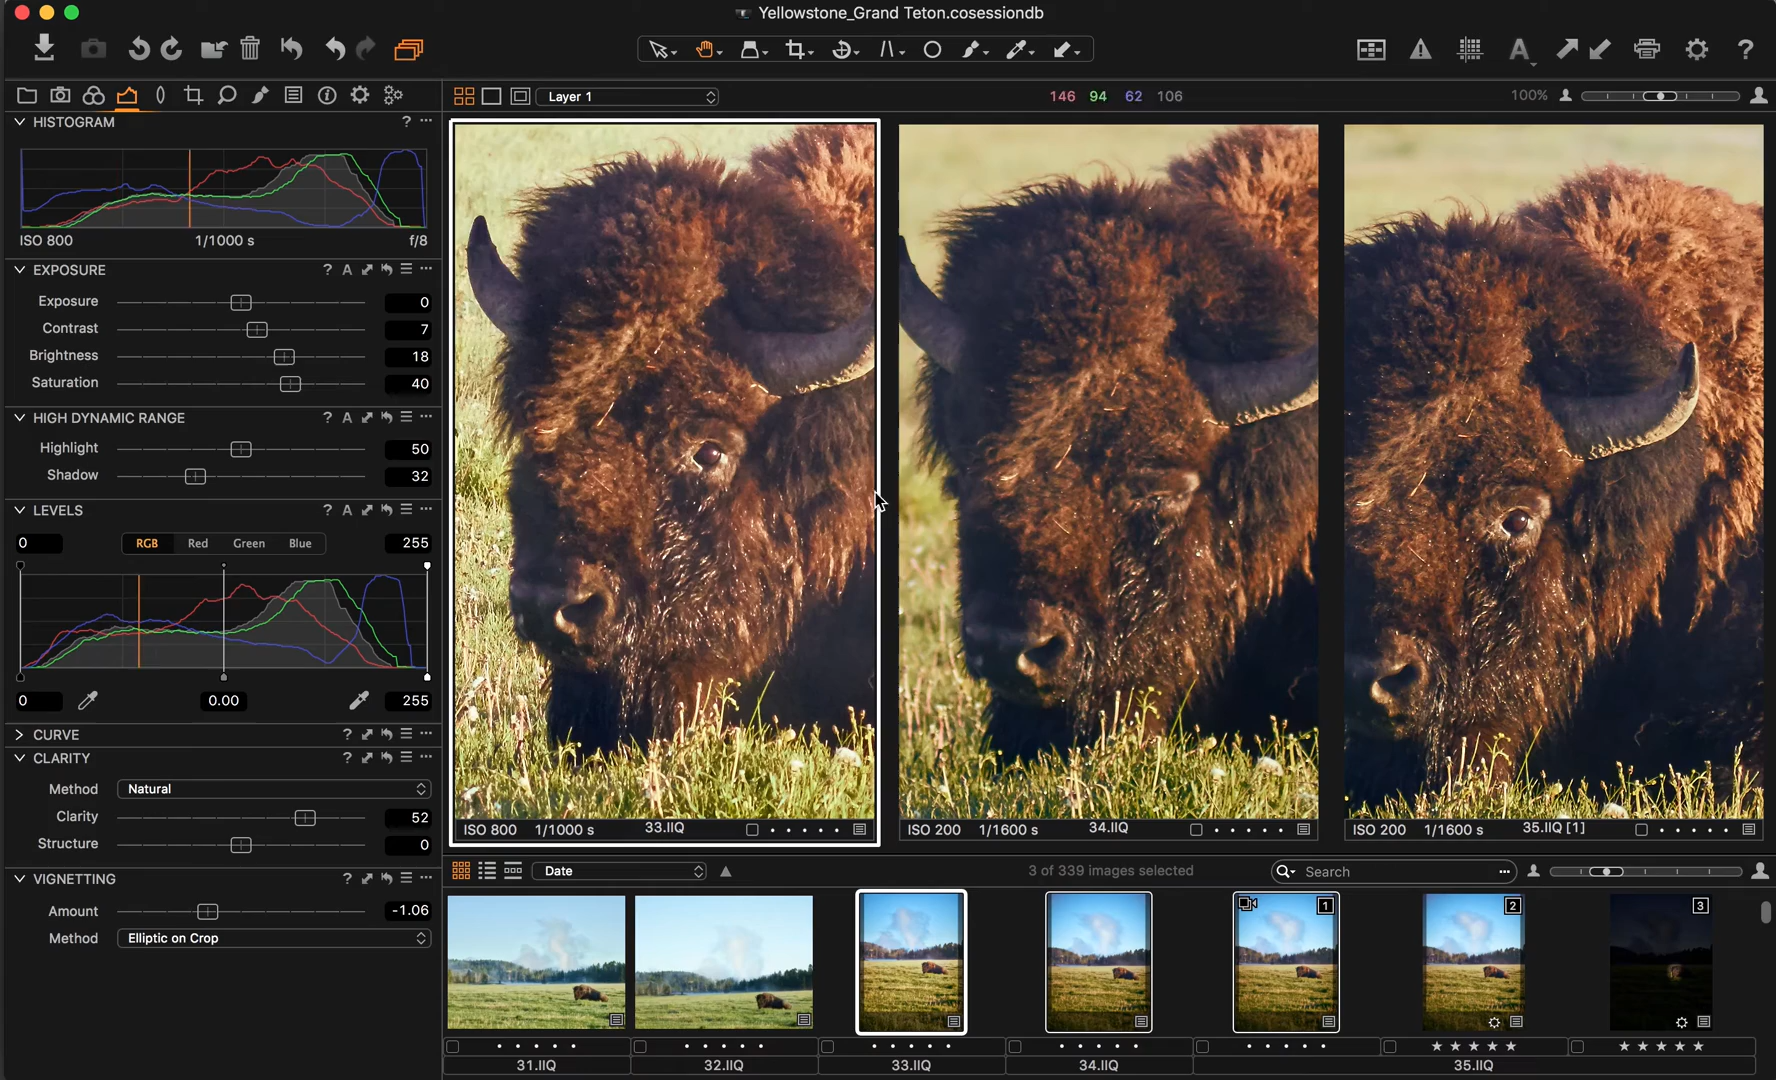 Yellowstone_Grand Teton.cosessiondb
A
?
Layer 1
146 94 62 106
100%
HISTOGRAM ?
ISO 800 1/1000 s f/8
EXPOSURE ? A
Exposure 0
Contrast 7
Brightness 18
Saturation 40
HIGH DYNAMIC RANGE ? A
Highlight 50
Shadow 32
LEVELS ? A
0 RGB Red Green Blue 255
0 0.00 255
CURVE ?
CLARITY ?
Method Natural
Clarity 52
Structure 0
VIGNETTING ?
Amount -1.06
Method Elliptic on Crop
ISO 800 1/1000 s 33.IIQ
ISO 200 1/1600 s 34.IIQ
ISO 200 1/1600 s 35.IIQ [1]
Date 3 of 339 images selected Search
1 2 3
31.IIQ 32.IIQ 33.IIQ 34.IIQ 35.IIQ